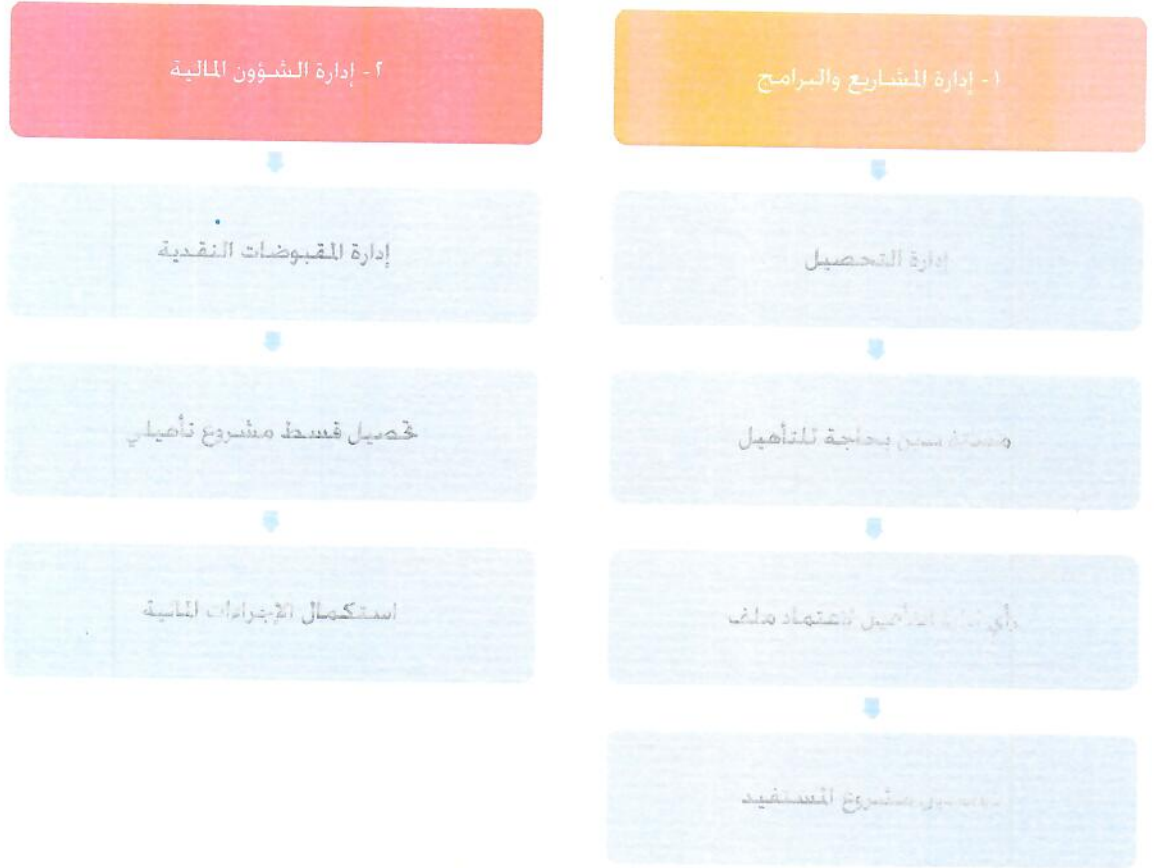 ١- إدارة المشاريع والبرامج
إدارة التحصيل
بحاجة للتأهيل
لاعتماد ملف
مشروع المستفيد
٢- إدارة الشؤون المالية
إدارة المقبوضات النقدية
تحصيل قسط مشروع تأهيلي
استكمال الإجراءات المالية